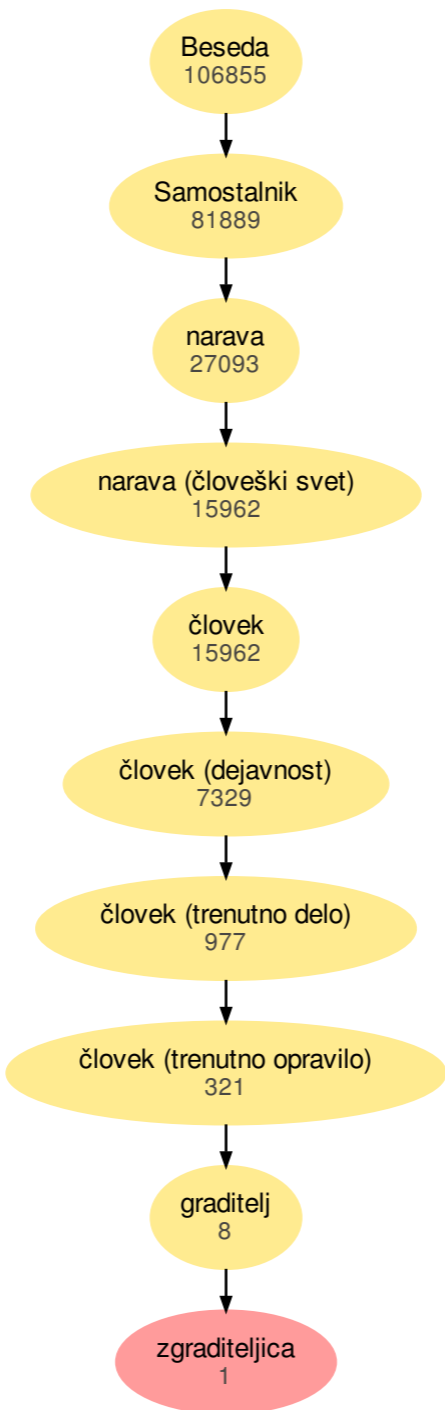 Beseda
106855
Samostalnik
81889
narava
27093
narava (človeški svet)
15962
človek
15962
človek (dejavnost)
7329
človek (trenutno delo)
977
človek (trenutno opravilo)
321
graditelj
8
zgraditeljica
1